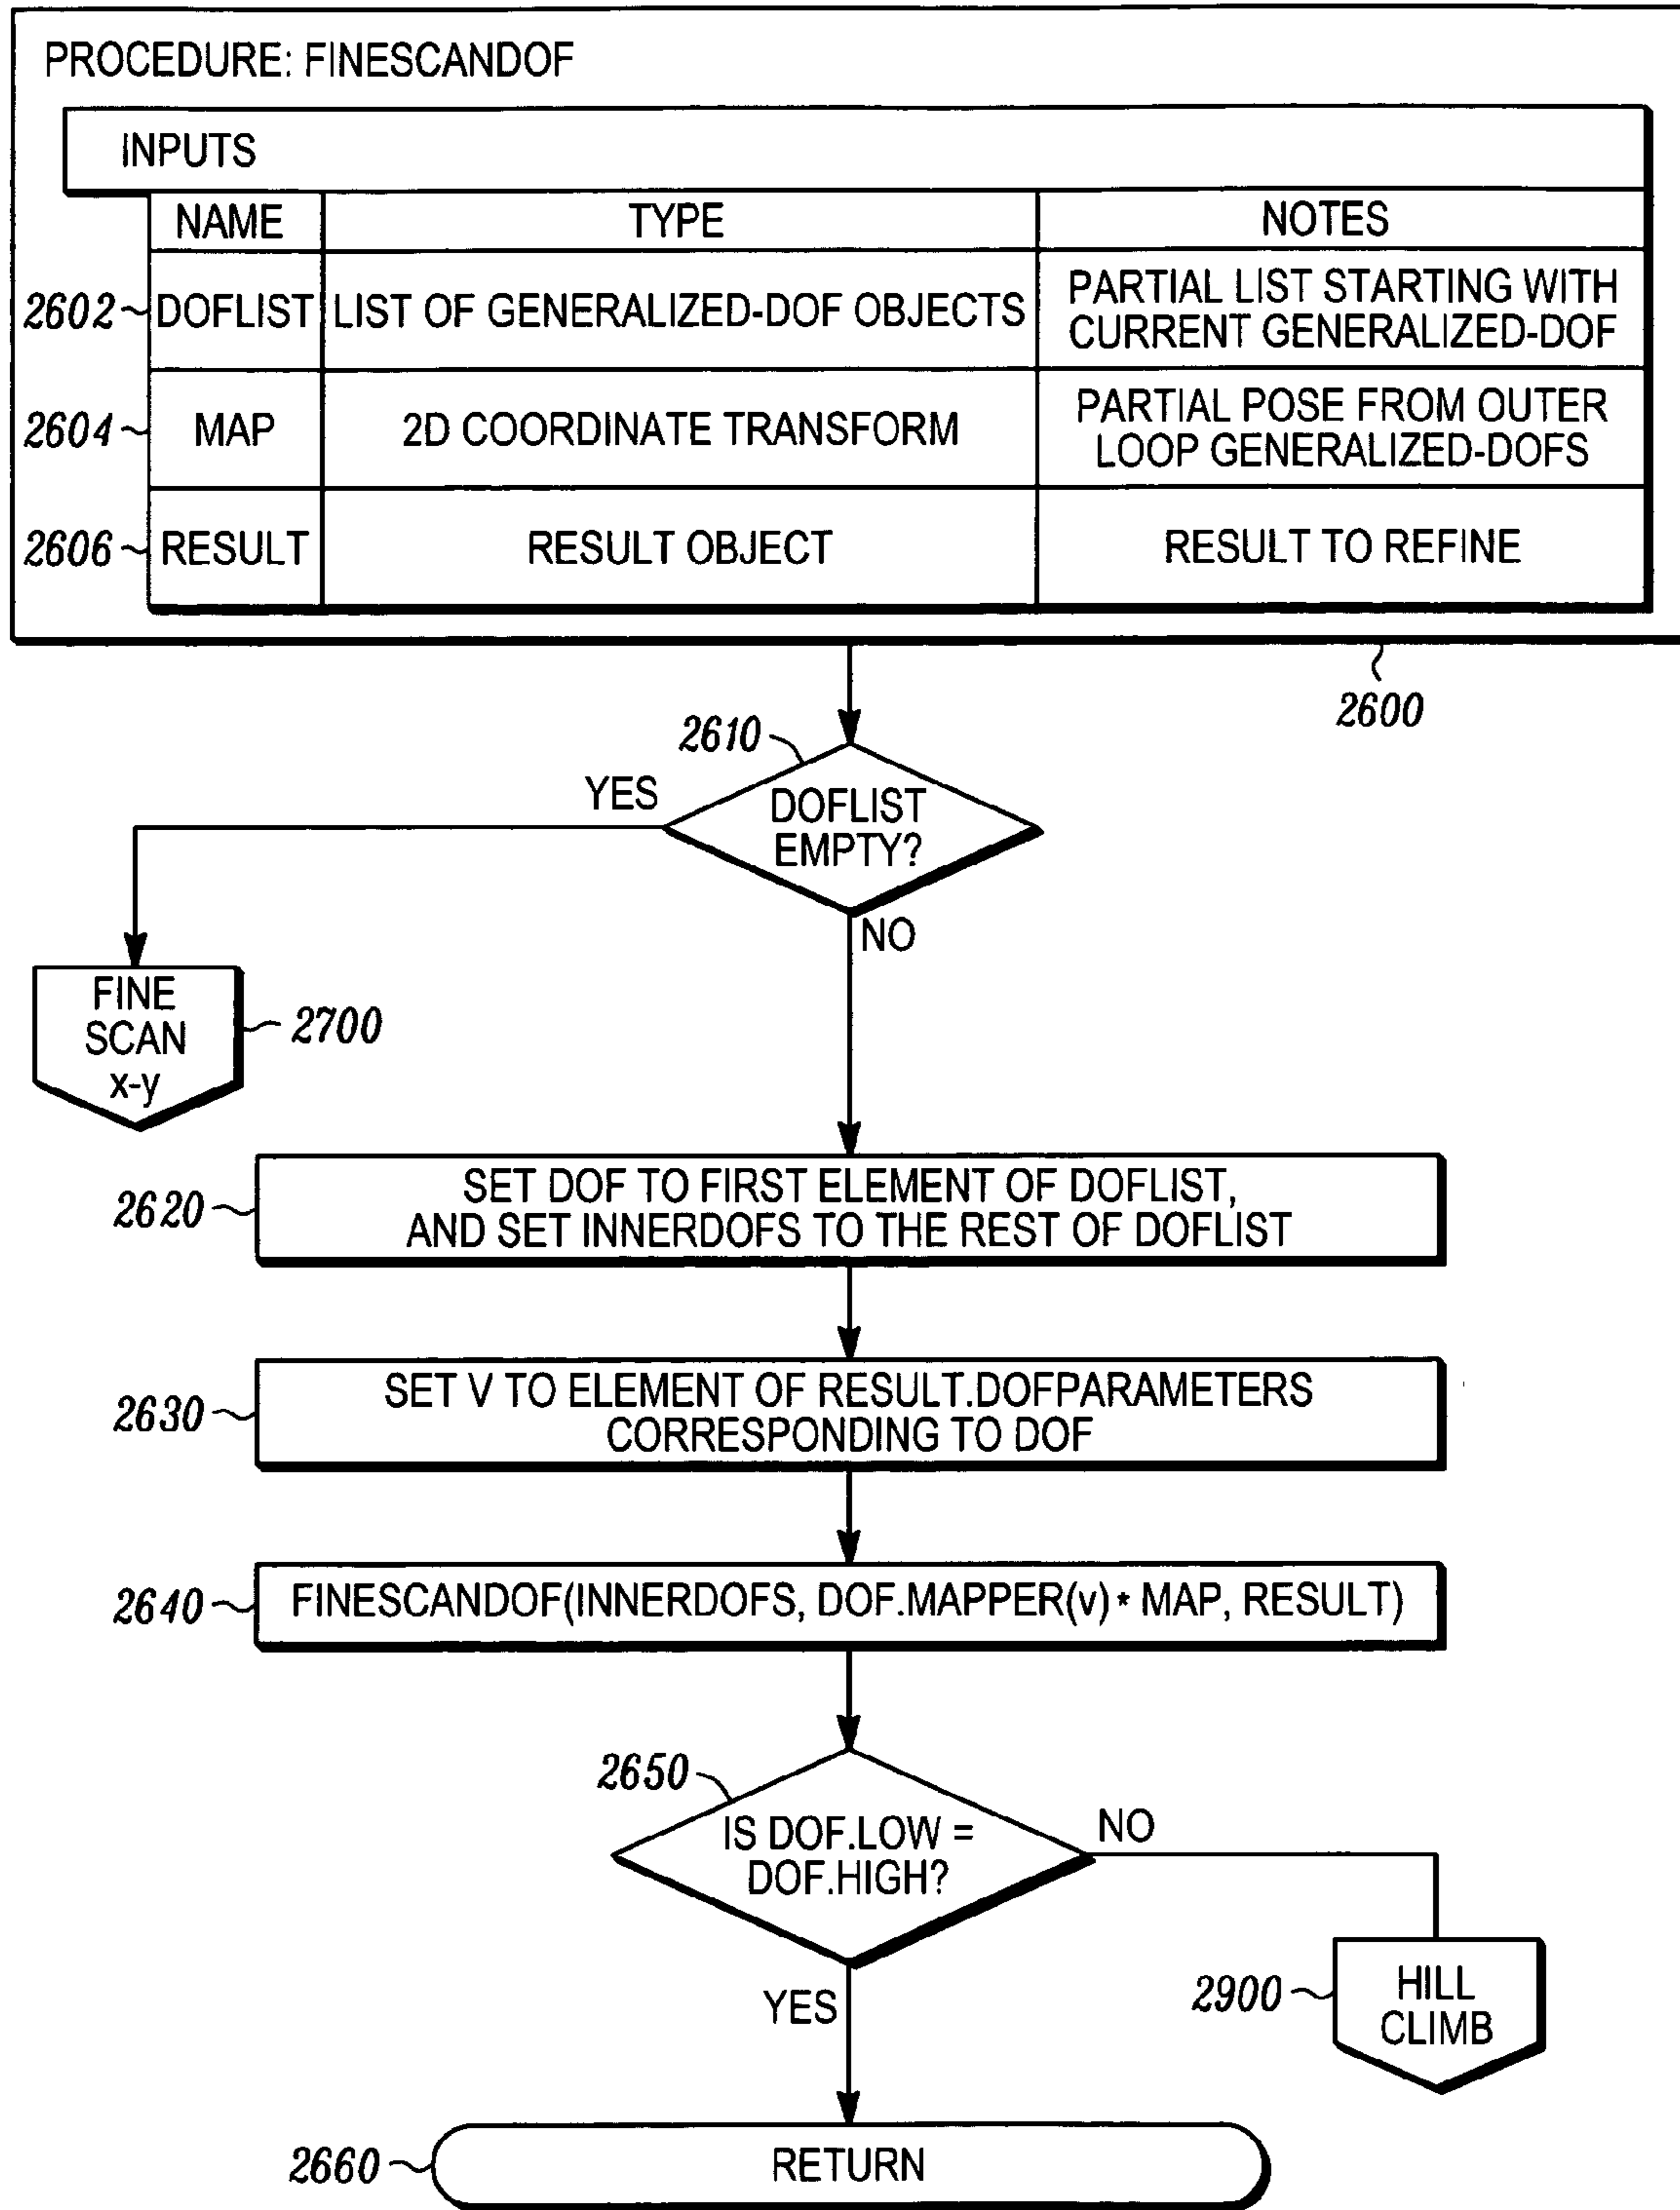 PROCEDURE: FINESCANDOF
INPUTS
NAME TYPE NOTES
2602 DOFLIST LIST OF GENERALIZED-DOF OBJECTS PARTIAL LIST STARTING WITH
CURRENT GENERALIZED-DOF
2604 MAP 2D COORDINATE TRANSFORM PARTIAL POSE FROM OUTER
LOOP GENERALIZED-DOFS
2606 RESULT RESULT OBJECT RESULT TO REFINE
2600
2610
YES
DOFLIST
EMPTY?
NO
FINE
SCAN
x-y
2700
2620
SET DOF TO FIRST ELEMENT OF DOFLIST,
AND SET INNERDOFS TO THE REST OF DOFLIST
2630
SET V TO ELEMENT OF RESULT.DOFPARAMETERS
CORRESPONDING TO DOF
2640
FINESCANDOF(INNERDOFS, DOF.MAPPER(v) * MAP, RESULT)
2650
IS DOF.LOW =
DOF.HIGH?
NO
YES
2900
HILL
CLIMB
2660
RETURN